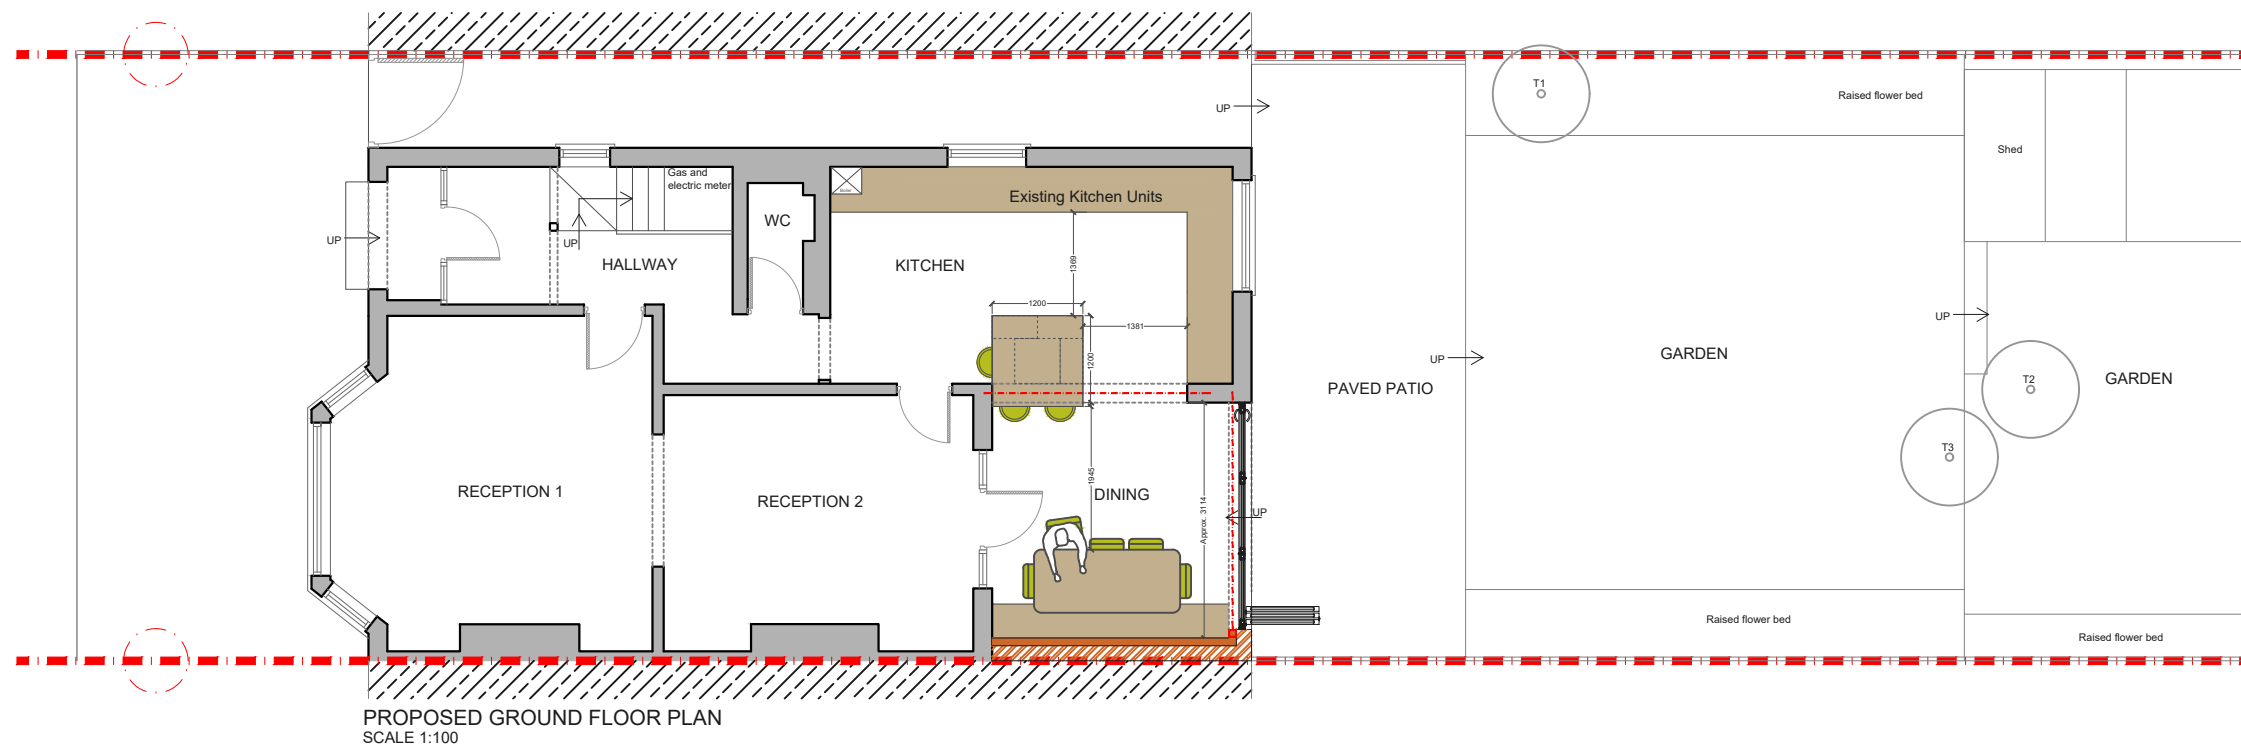 T1
Raised flower bed
UP
Shed
Gas and
electric meter
Boiler
Existing Kitchen Units
WC
UP
UP
HALLWAY
KITCHEN
1369
1200
1381
1200
UP
UP
GARDEN
PAVED PATIO
T2
GARDEN
T3
RECEPTION 1
RECEPTION 2
1945
DINING
Approx. 3114
UP
Raised flower bed
Raised flower bed
PROPOSED GROUND FLOOR PLAN
SCALE 1:100